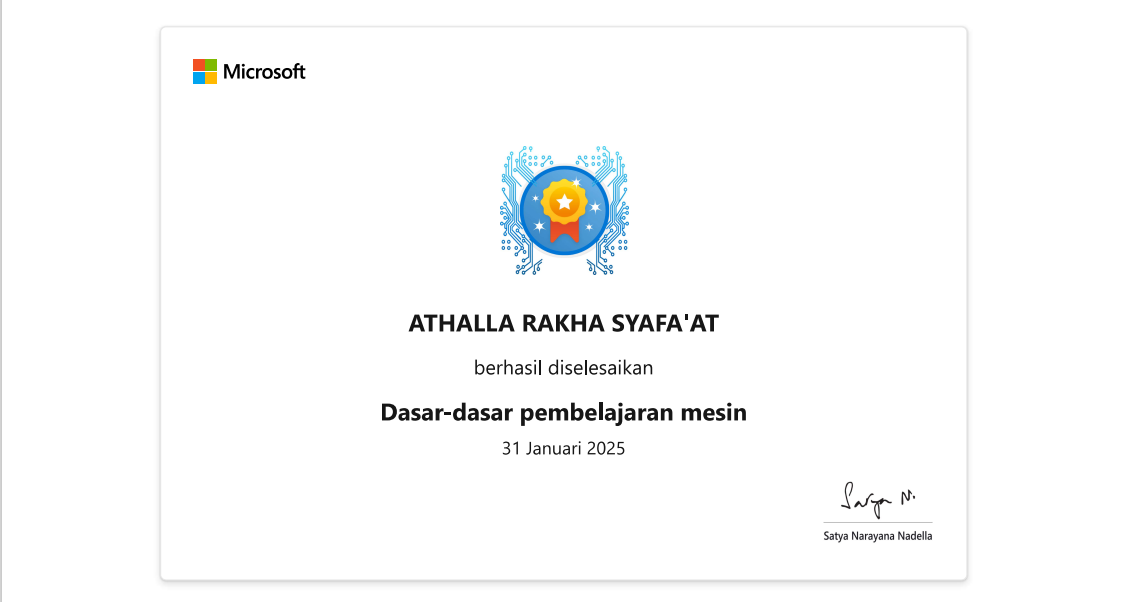 Microsoft
ATHALLA RAKHA SYAFA'AT
berhasil diselesaikan
Dasar-dasar pembelajaran mesin
31 Januari 2025
Satya N.
Satya Narayana Nadella